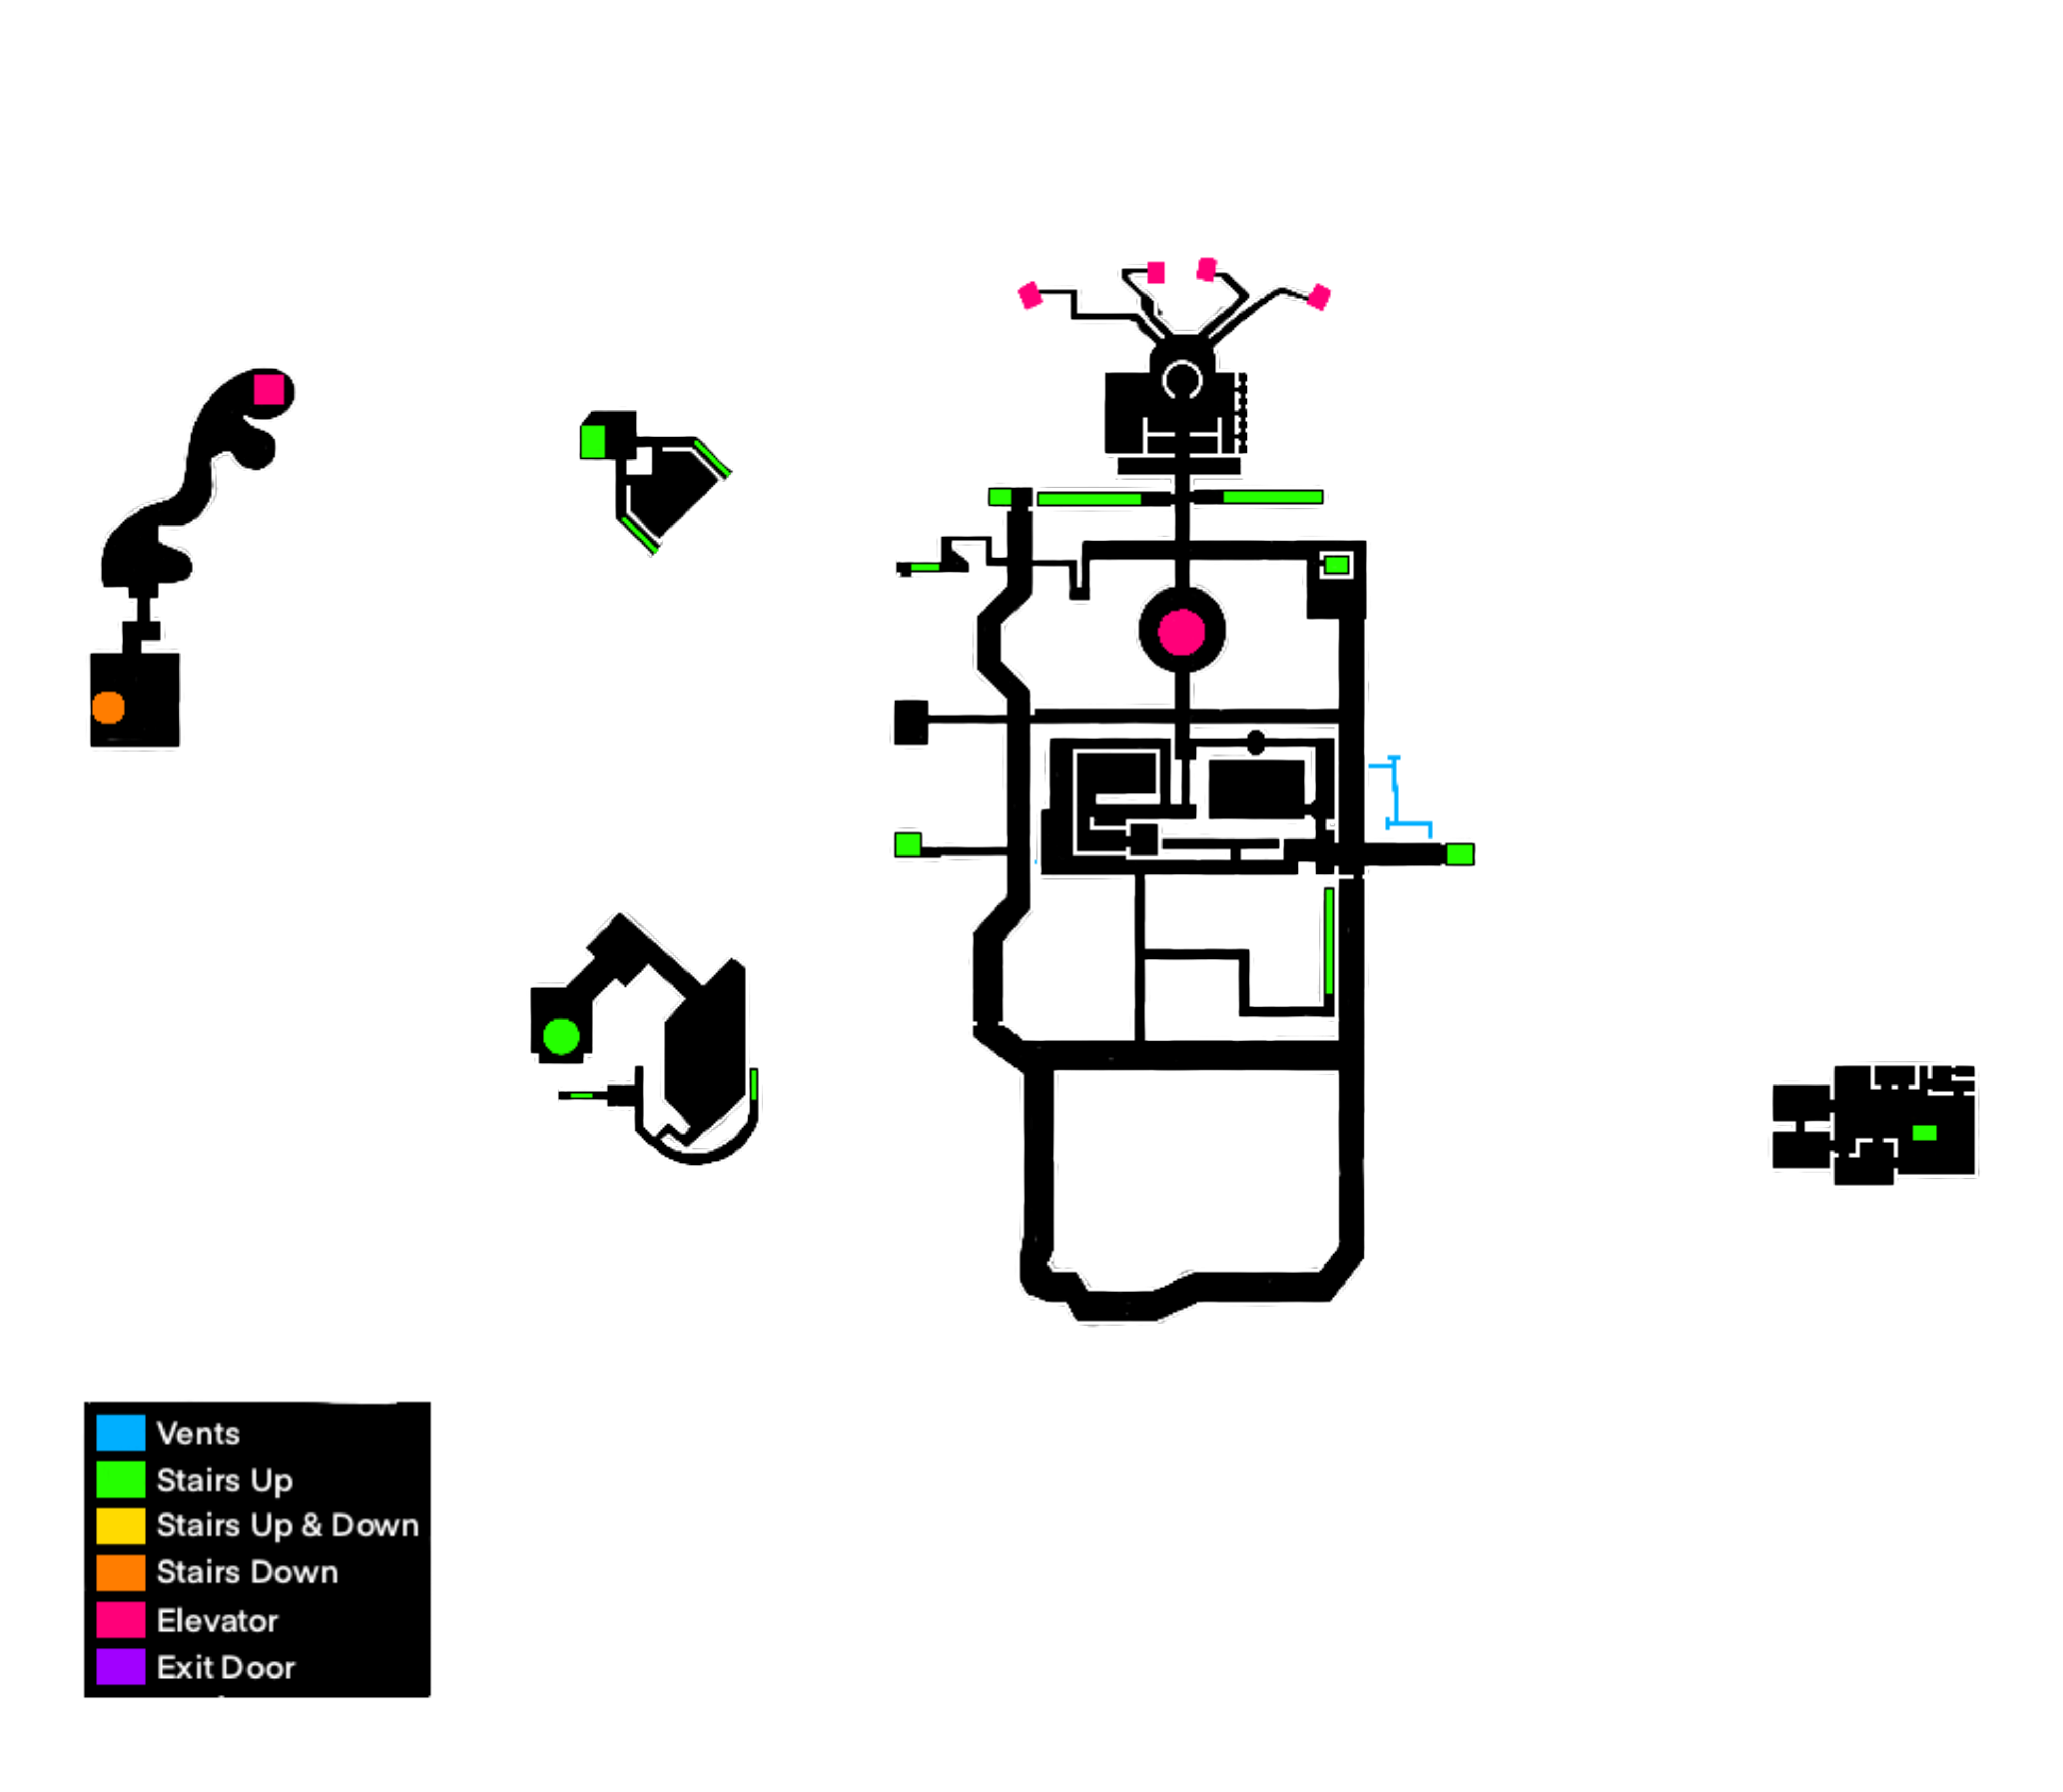 Vents
Stairs Up
Stairs Up & Down
Stairs Down
Elevator
Exit Door